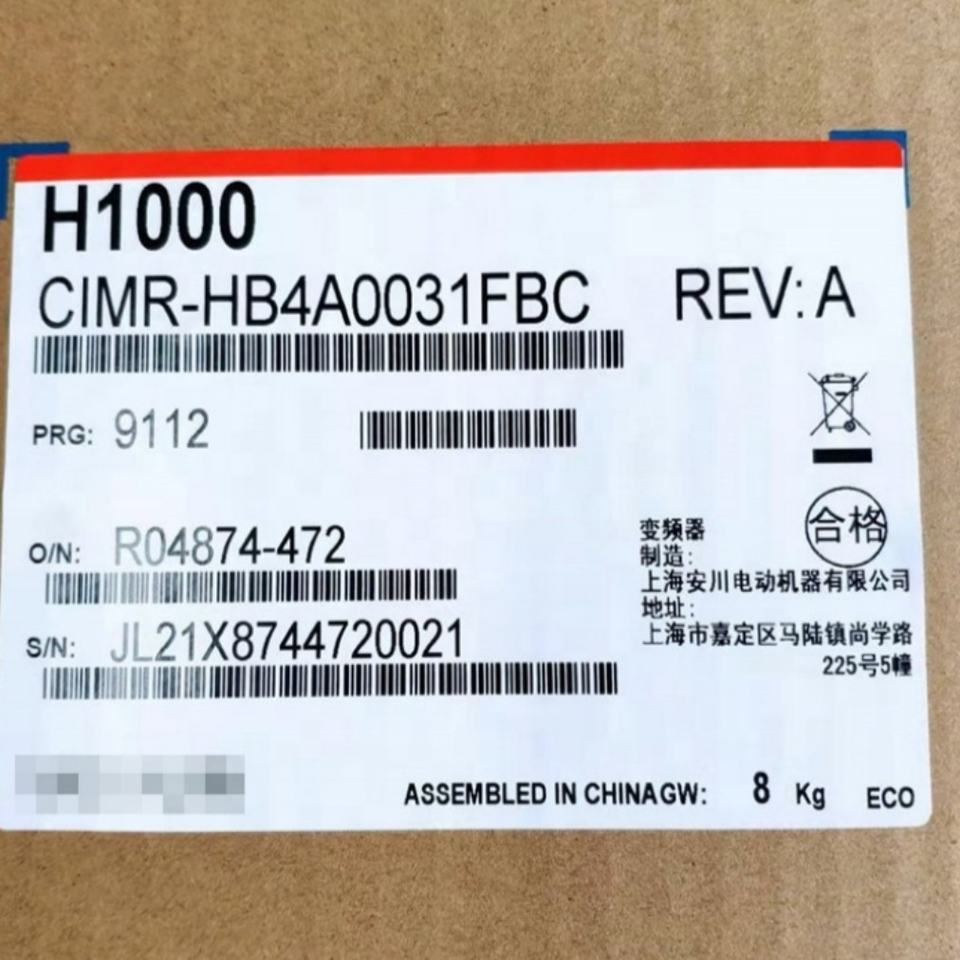 H1000
CIMR-HB4A0031FBC REV: A
PRG: 9112
合格
O/N: R04874-472
变频器
制造:
上海安川电动机器有限公司
地址:
S/N: JL21X8744720021
上海市嘉定区马陆镇尚学路
225号5幢
ASSEMBLED IN CHINA GW: 8 Kg ECO